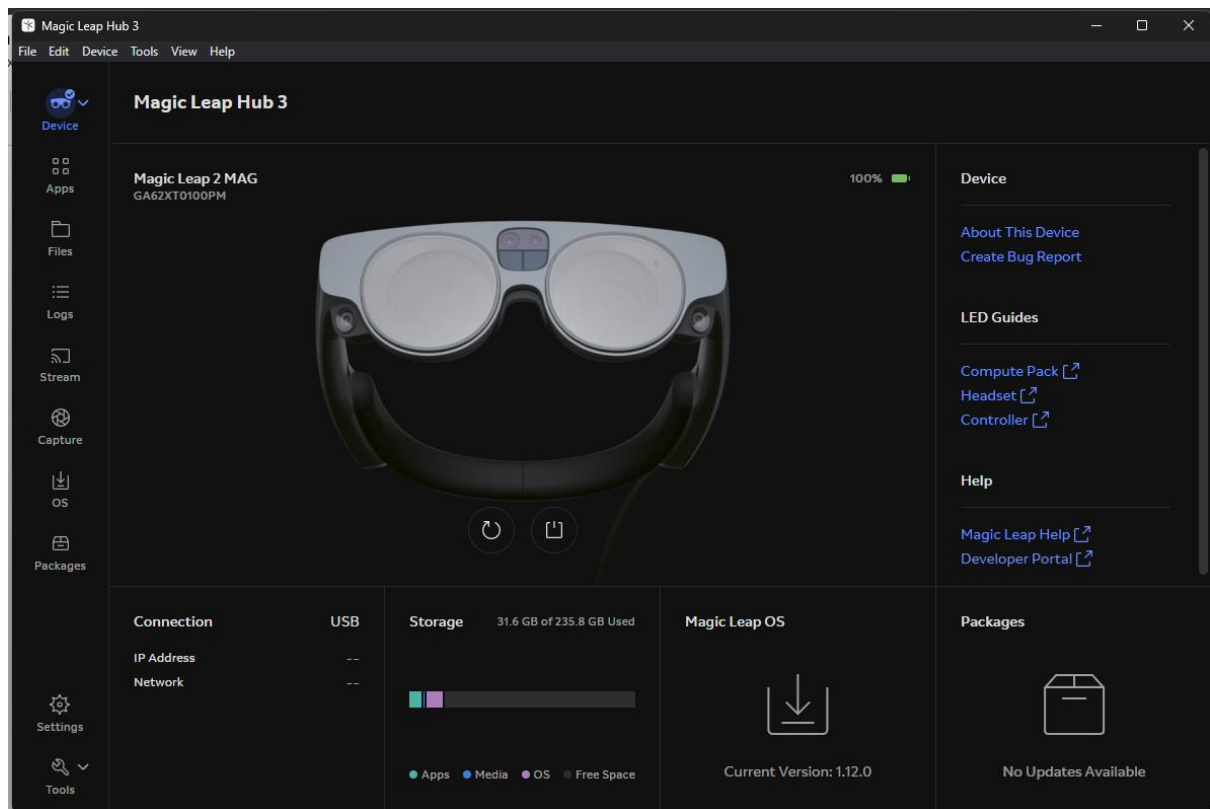 Magic Leap Hub 3
File Edit Device Tools View Help
Device
Apps
Files
Logs
Stream
Capture
OS
Packages
Settings
Tools
Magic Leap Hub 3
Magic Leap 2 MAG
GA62XT0100PM
100%
Device
About This Device
Create Bug Report
LED Guides
Compute Pack
Headset
Controller
Help
Magic Leap Help
Developer Portal
Connection USB
IP Address --
Network --
Storage 31.6 GB of 235.8 GB Used
Apps Media OS Free Space
Magic Leap OS
Current Version: 1.12.0
Packages
No Updates Available